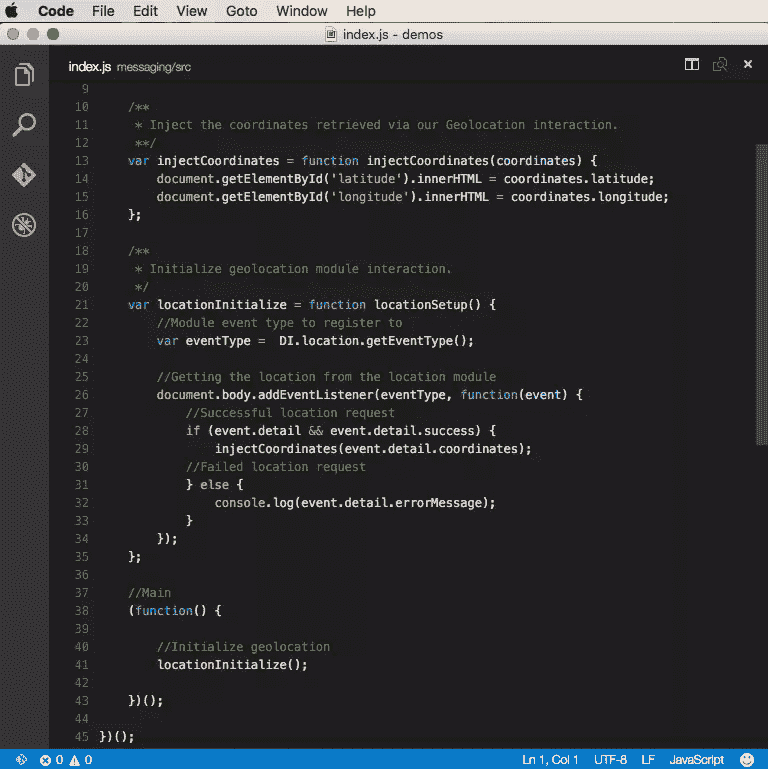 Code File Edit View Goto Window Help
index.js - demos
index.js messaging/src
9
10 /**
11 * Inject the coordinates retrieved via our Geolocation interaction.
12 **/
13 var injectCoordinates = function injectCoordinates(coordinates) {
14 document.getElementById('latitude').innerHTML = coordinates.latitude;
15 document.getElementById('longitude').innerHTML = coordinates.longitude;
16 };
17
18 /**
19 * Initialize geolocation module interaction.
20 */
21 var locationInitialize = function locationSetup() {
22 //Module event type to register to
23 var eventType =  DI.location.getEventType();
24
25 //Getting the location from the location module
26 document.body.addEventListener(eventType, function(event) {
27 //Successful location request
28 if (event.detail && event.detail.success) {
29 injectCoordinates(event.detail.coordinates);
30 //Failed location request
31 } else {
32 console.log(event.detail.errorMessage);
33 }
34 });
35 };
36
37 //Main
38 (function() {
39
40 //Initialize geolocation
41 locationInitialize();
42
43 })();
44
45 })();
0 0 Ln 1, Col 1 UTF-8 LF JavaScript